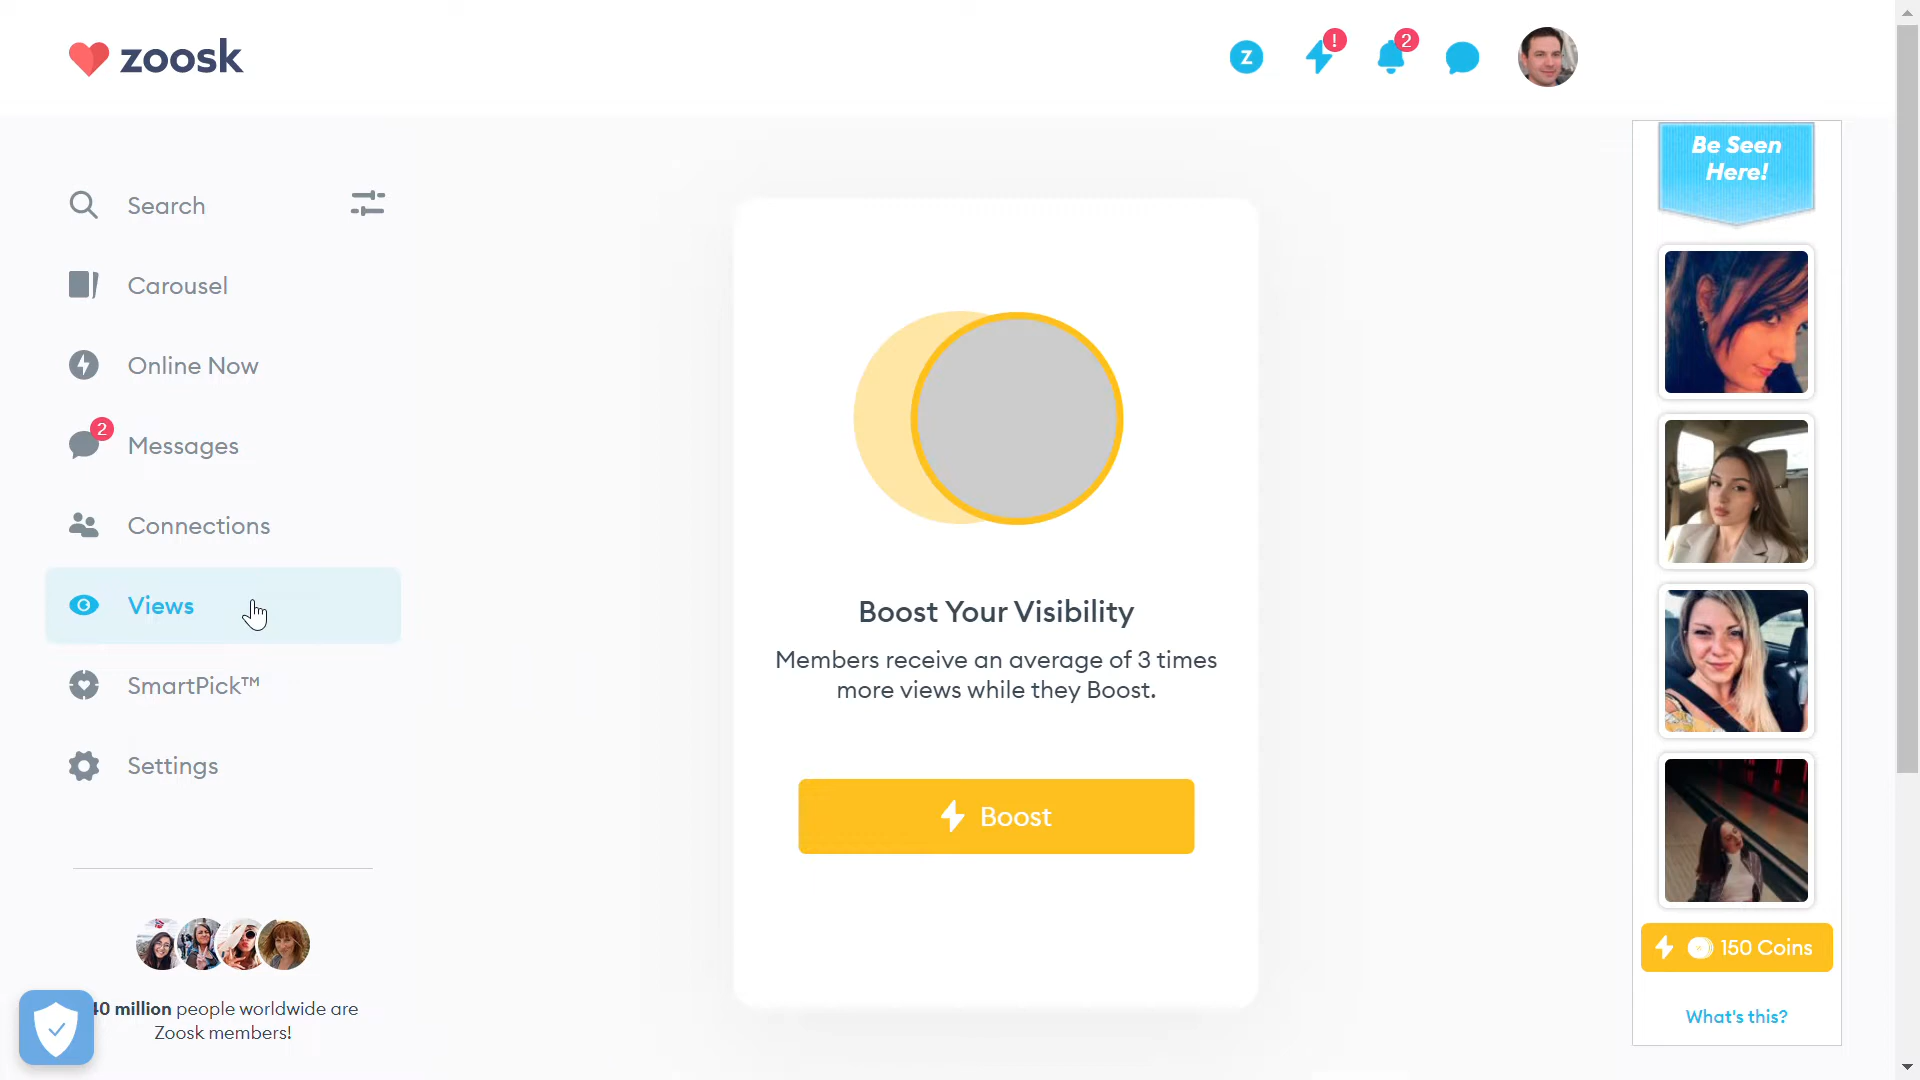 zoosk
Z
!
2
Search
Carousel
Online Now
2
Messages
Connections
Views
SmartPick™
Settings
40 million people worldwide are
Zoosk members!
Boost Your Visibility
Members receive an average of 3 times
more views while they Boost.
Boost
Be Seen
Here!
150 Coins
What's this?